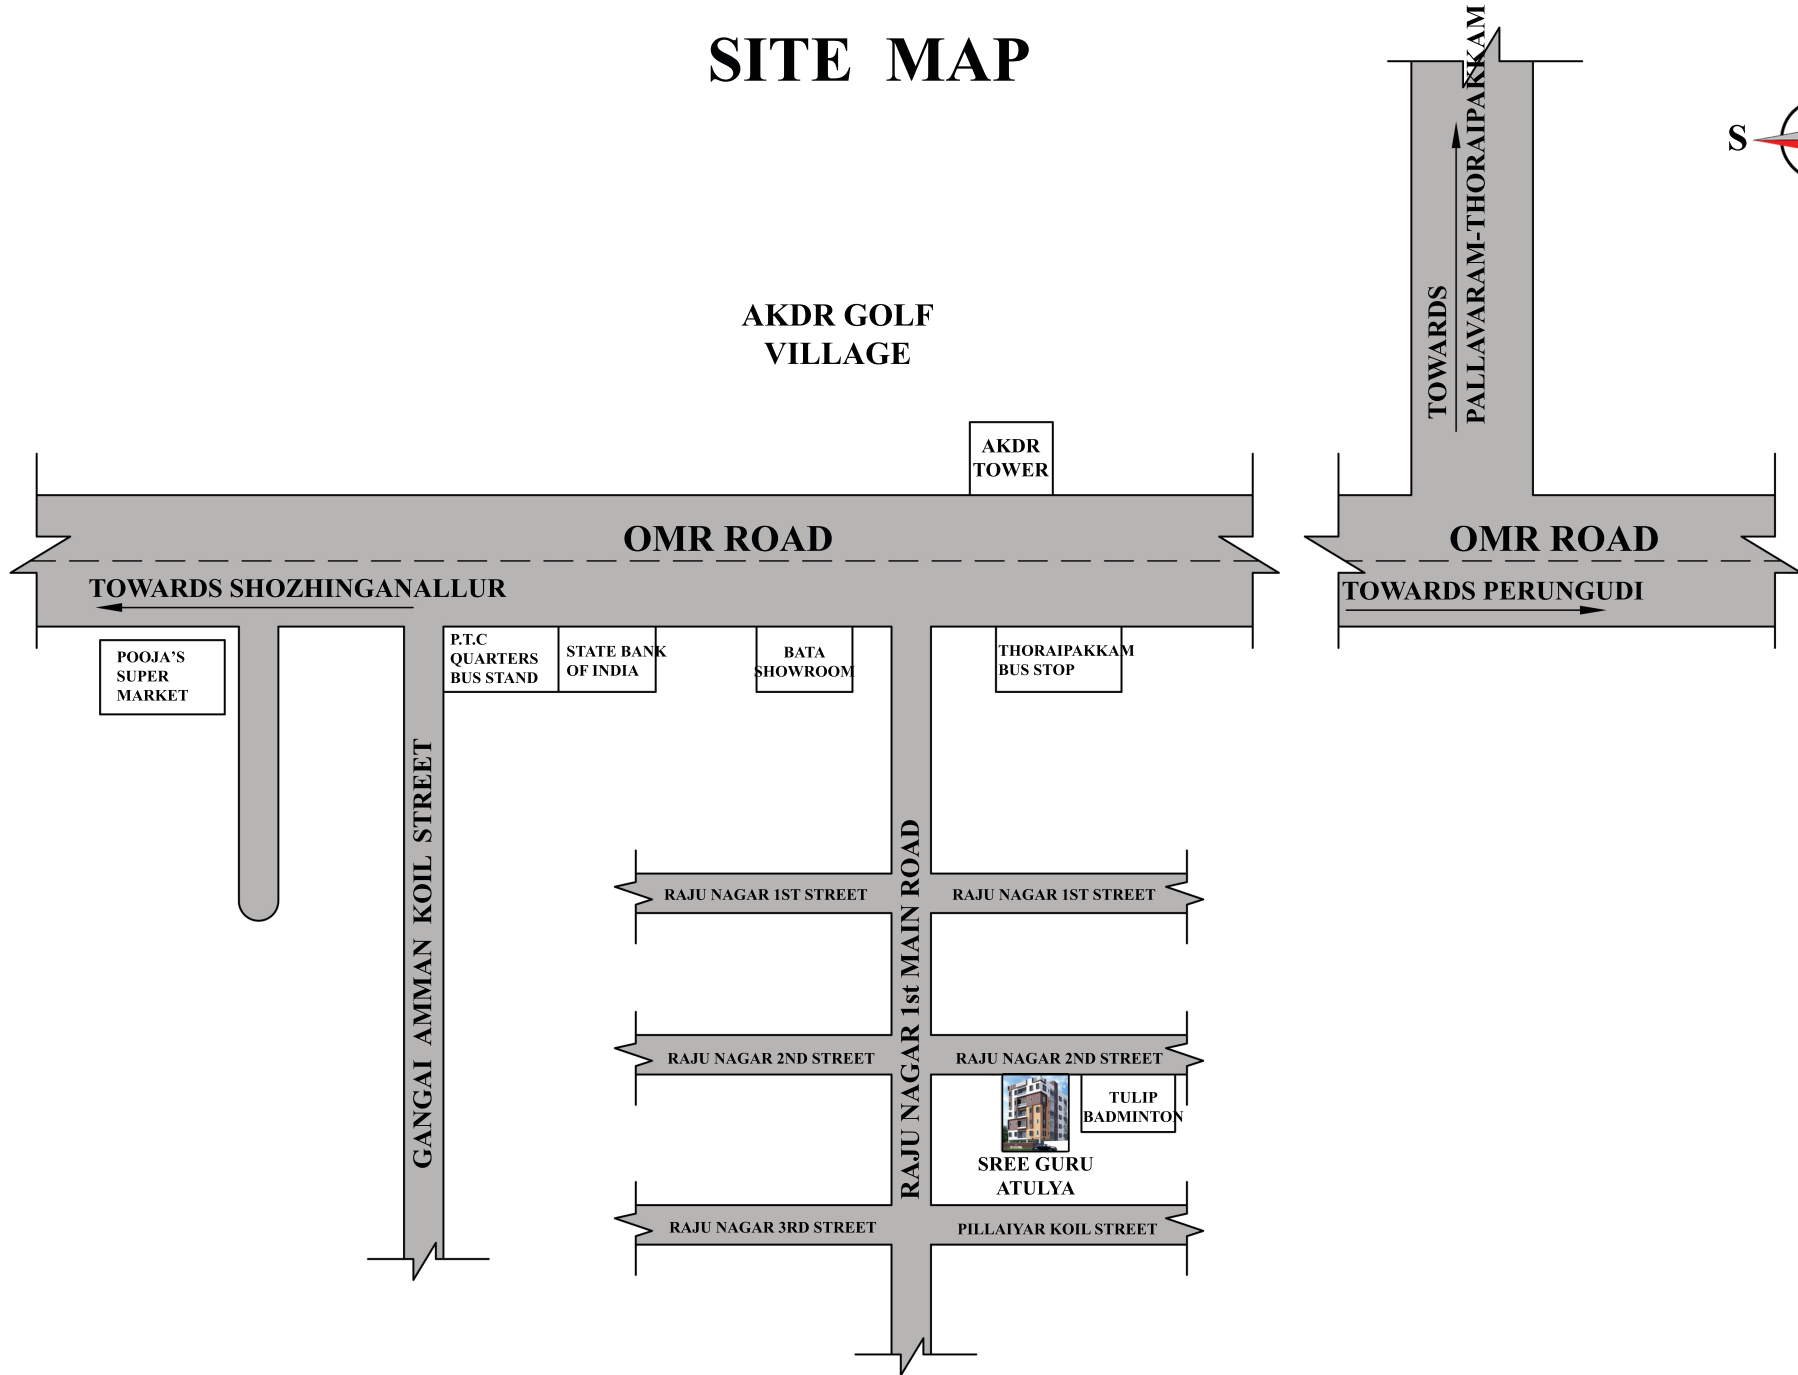 SITE MAP
TOWARDS
PALLAVARAM-THORAIPAKKAM
S
AKDR GOLF
VILLAGE
AKDR
TOWER
OMR ROAD
OMR ROAD
TOWARDS SHOZHINGANALLUR
TOWARDS PERUNGUDI
POOJA’S
SUPER
MARKET
P.T.C
QUARTERS
BUS STAND
STATE BANK
OF INDIA
BATA
SHOWROOM
THORAIPAKKAM
BUS STOP
GANGAI AMMAN KOIL STREET
RAJU NAGAR 1st MAIN ROAD
RAJU NAGAR 1ST STREET
RAJU NAGAR 1ST STREET
RAJU NAGAR 2ND STREET
RAJU NAGAR 2ND STREET
TULIP
BADMINTON
SREE GURU
ATULYA
RAJU NAGAR 3RD STREET
PILLAIYAR KOIL STREET